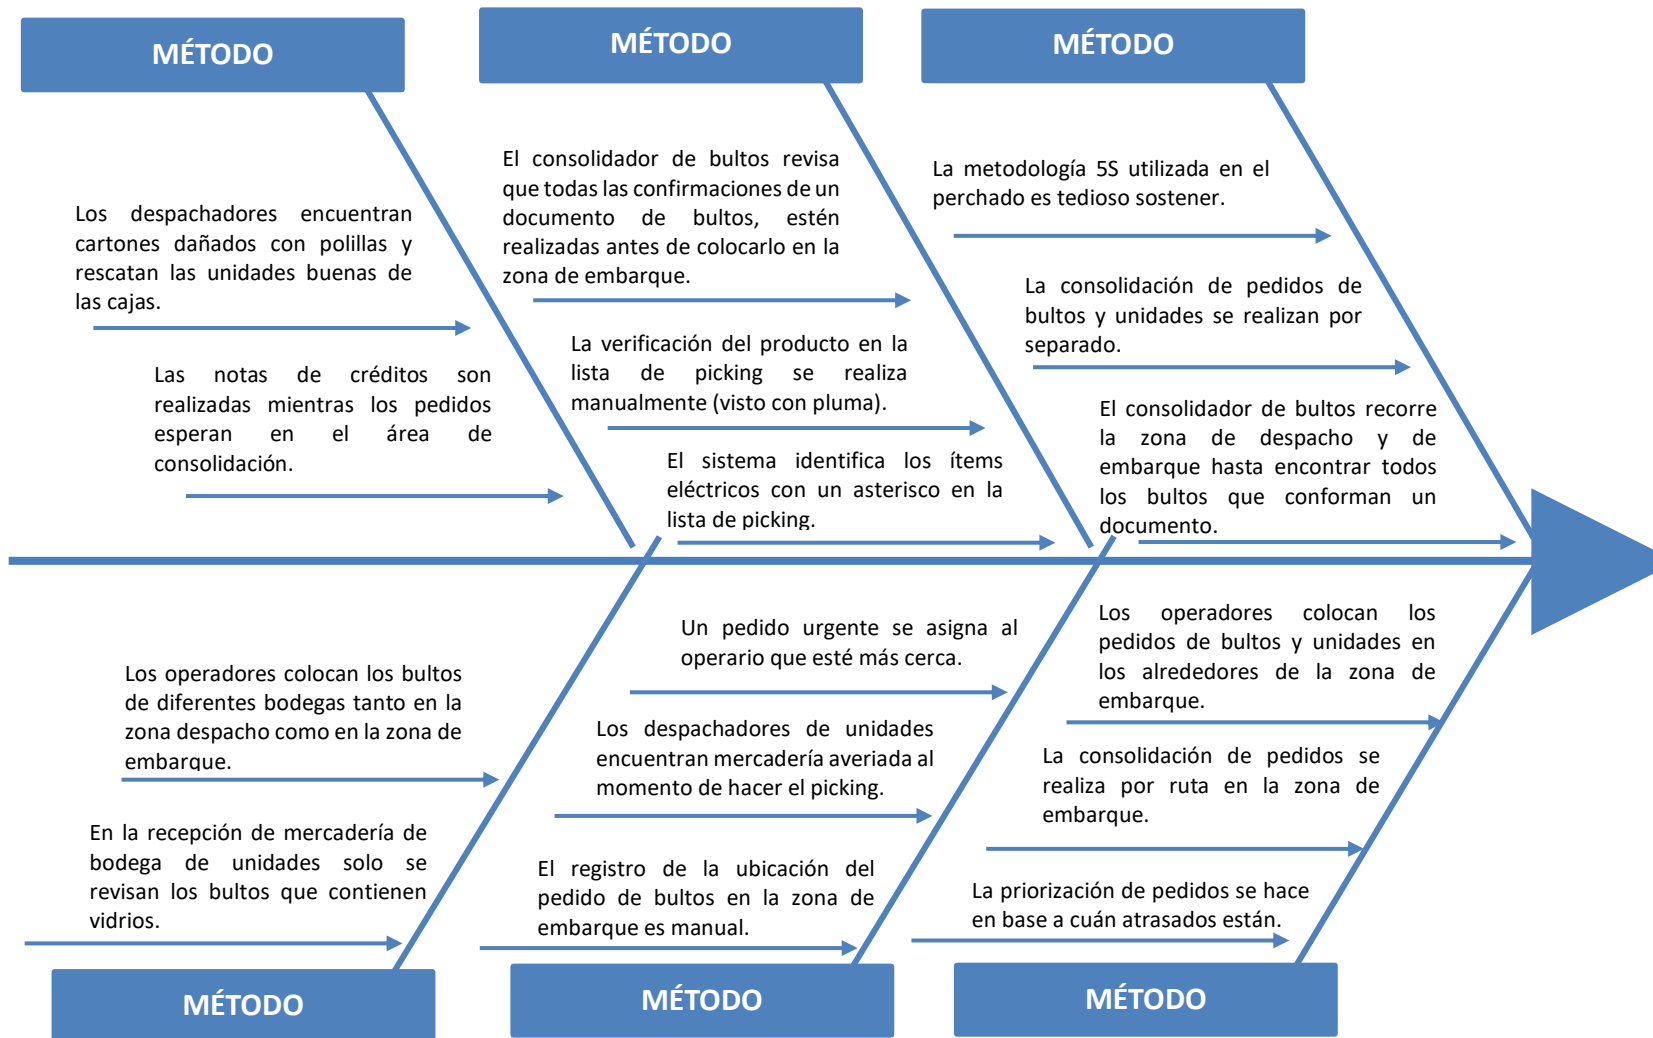 MÉTODO
MÉTODO
MÉTODO
Los despachadores encuentran
cartones dañados con polillas y
rescatan las unidades buenas de
las cajas.
Las notas de créditos son
realizadas mientras los pedidos
esperan en el área de
consolidación.
El consolidador de bultos revisa
que todas las confirmaciones de un
documento de bultos, estén
realizadas antes de colocarlo en la
zona de embarque.
La verificación del producto en la
lista de picking se realiza
manualmente (visto con pluma).
El sistema identifica los ítems
eléctricos con un asterisco en la
lista de picking.
La metodología 5S utilizada en el
perchado es tedioso sostener.
La consolidación de pedidos de
bultos y unidades se realizan por
separado.
El consolidador de bultos recorre
la zona de despacho y de
embarque hasta encontrar todos
los bultos que conforman un
documento.
Los operadores colocan los bultos
de diferentes bodegas tanto en la
zona despacho como en la zona de
embarque.
En la recepción de mercadería de
bodega de unidades solo se
revisan los bultos que contienen
vidrios.
Un pedido urgente se asigna al
operario que esté más cerca.
Los despachadores de unidades
encuentran mercadería averiada al
momento de hacer el picking.
El registro de la ubicación del
pedido de bultos en la zona de
embarque es manual.
Los operadores colocan los
pedidos de bultos y unidades en
los alrededores de la zona de
embarque.
La consolidación de pedidos se
realiza por ruta en la zona de
embarque.
La priorización de pedidos se hace
en base a cuán atrasados están.
MÉTODO
MÉTODO
MÉTODO